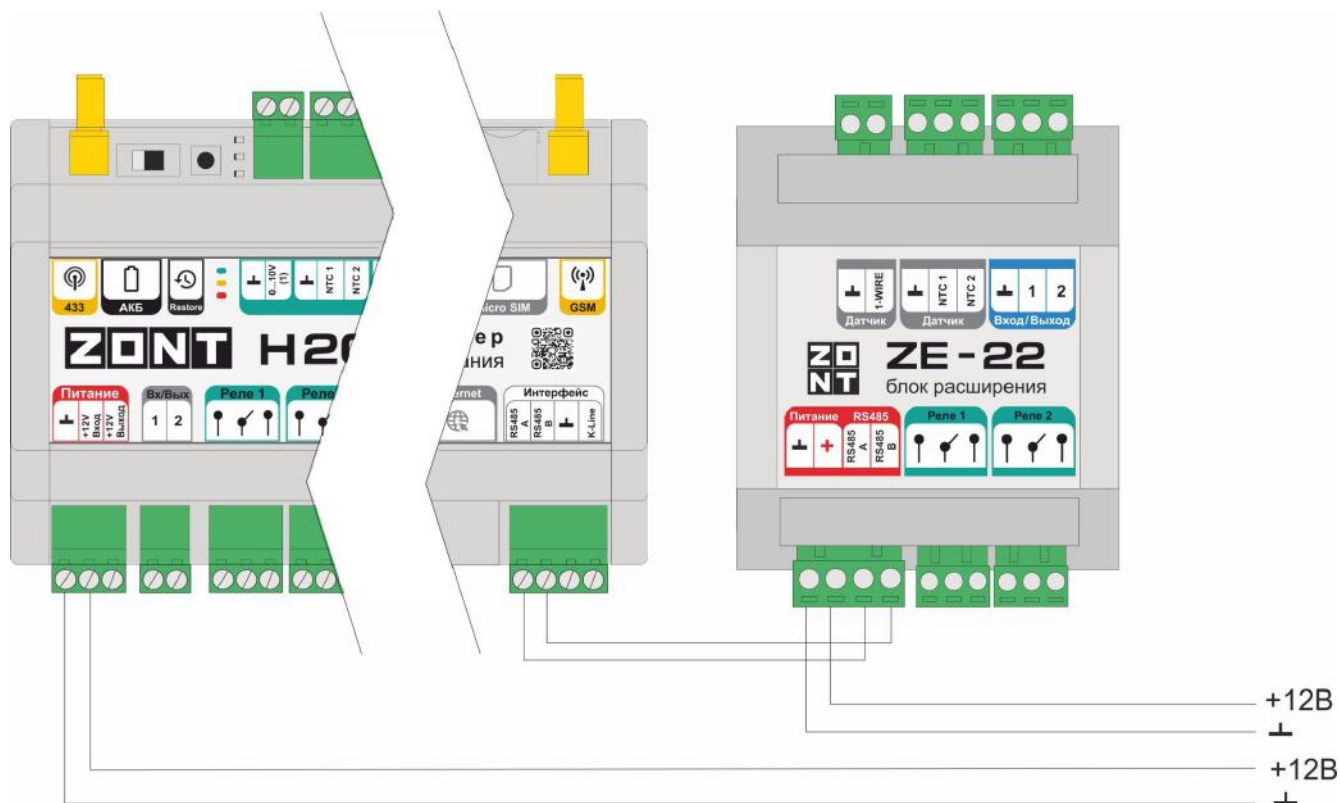 433
АКБ
Restore
0...10V (1)
NTC 1
NTC 2
Micro SIM
GSM
ZONT H20
ер
ания
Питание
+12V Вход
+12V Выход
Вх/Вых
1 2
Реле 1
Реле
ernet
Интерфейс
RS485 A
RS485 B
K-Line
1-WIRE
Датчик
NTC 1
NTC 2
Датчик
1 2
Вход/Выход
ZONT
ZE-22
блок расширения
Питание
RS485
+
RS485 A
RS485 B
Реле 1
Реле 2
+12В
+12В